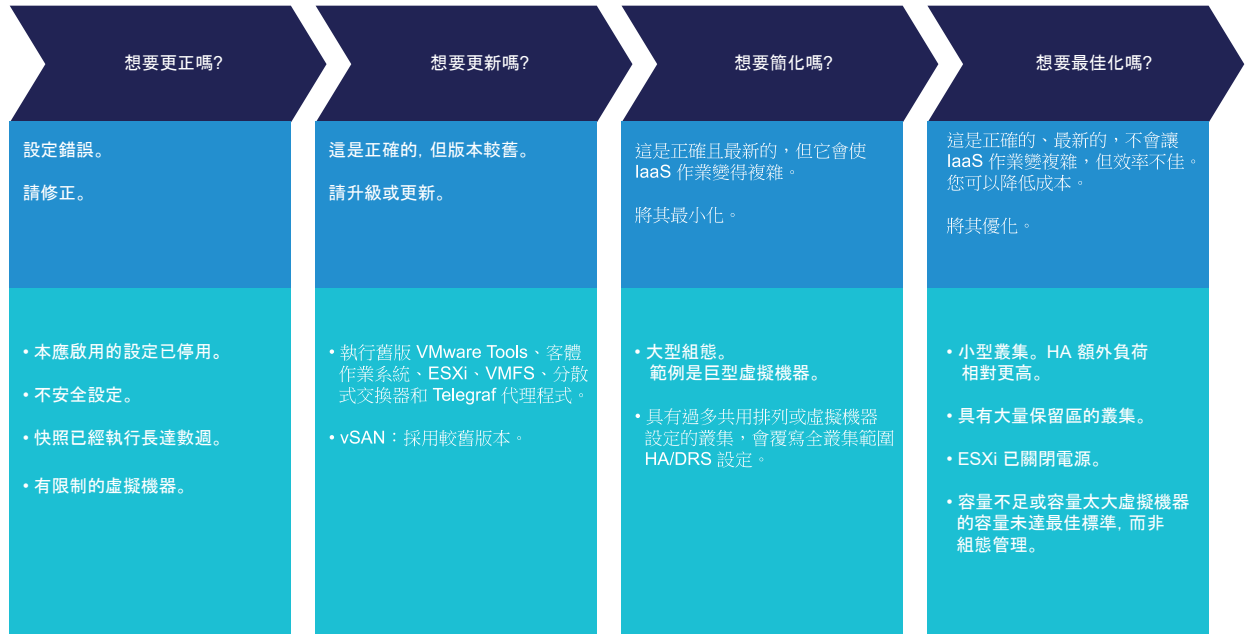 想要更正嗎?
設定錯誤。
請修正。
• 本應啟用的設定已停用。
• 不安全設定。
• 快照已經執行長達數週。
• 有限制的虛擬機器。
想要更新嗎?
這是正確的, 但版本較舊。
請升級或更新。
• 執行舊版 VMware Tools、客體
作業系統、ESXi、VMFS、分散
式交換器和 Telegraf 代理程式。
• vSAN：採用較舊版本。
想要簡化嗎?
這是正確且最新的，但它會使
IaaS 作業變得複雜。
將其最小化。
• 大型組態。
範例是巨型虛擬機器。
• 具有過多共用排列或虛擬機器
設定的叢集，會覆寫全叢集範圍
HA/DRS 設定。
想要最佳化嗎?
這是正確的、最新的，不會讓
IaaS 作業變複雜，但效率不佳。
您可以降低成本。
將其優化。
• 小型叢集。HA 額外負荷
相對更高。
• 具有大量保留區的叢集。
• ESXi 已關閉電源。
• 容量不足或容量太大虛擬機器
的容量未達最佳標準, 而非
組態管理。